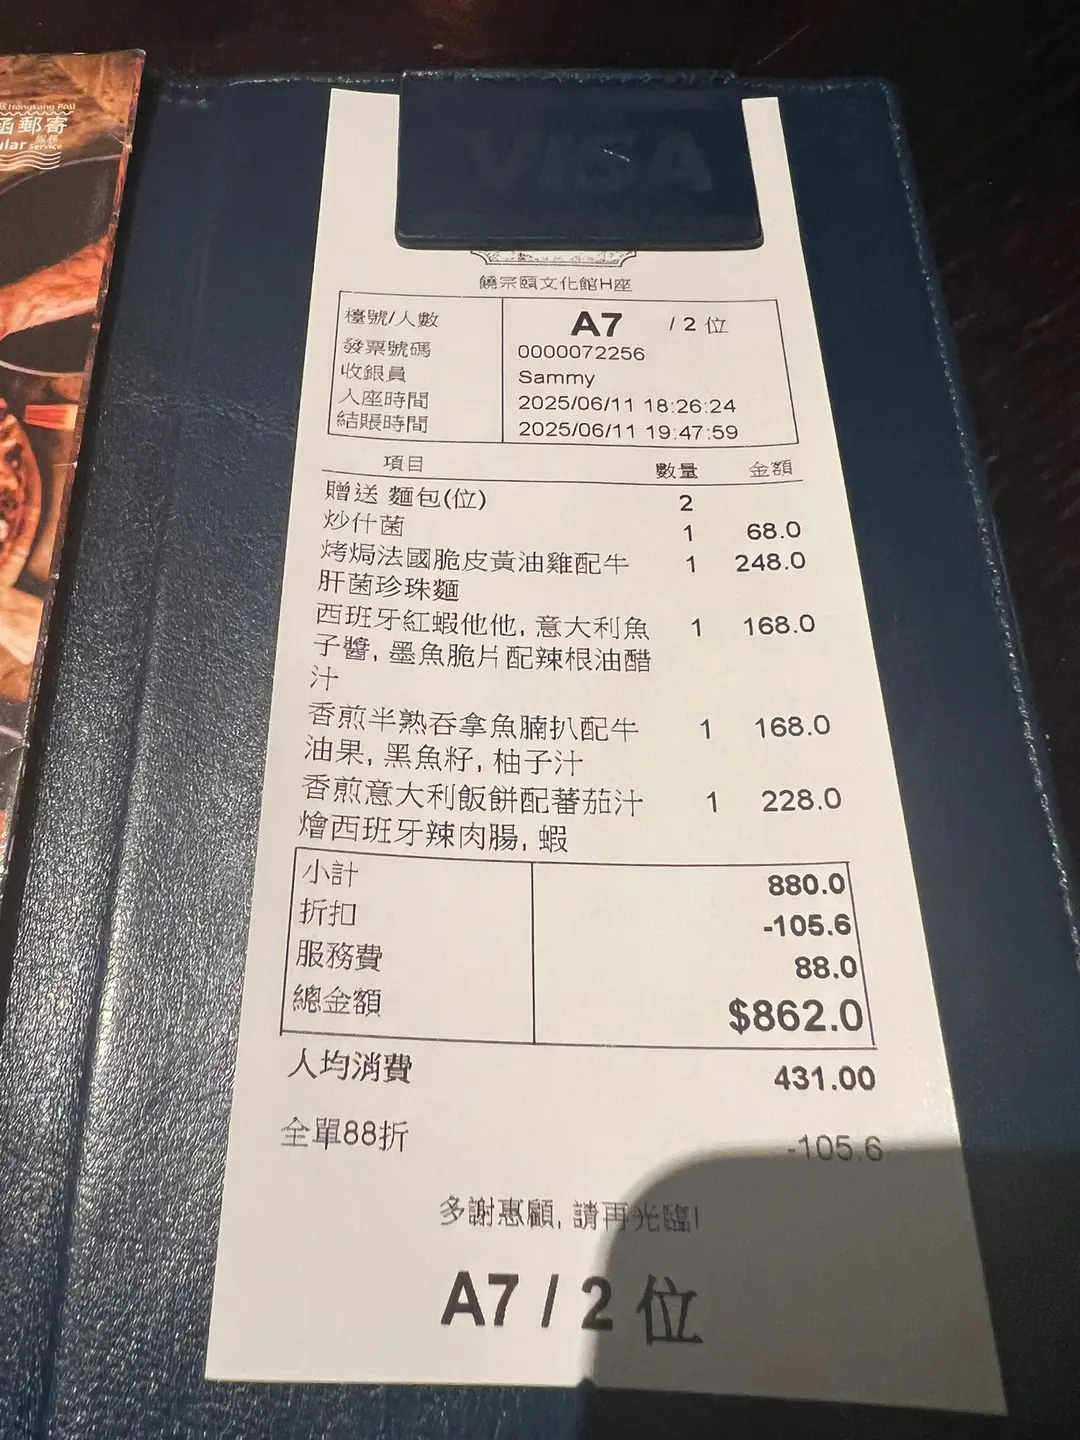 Hongkong Post
函郵寄
ular service
VISA
饒宗頤文化館H座
檯號/人數 A7 / 2 位
發票號碼 0000072256
收銀員 Sammy
入座時間 2025/06/11 18:26:24
結賬時間 2025/06/11 19:47:59
項目 數量 金額
贈送 麵包(位) 2
炒什菌 1 68.0
烤焗法國脆皮黃油雞配牛 1 248.0
肝菌珍珠麵
西班牙紅蝦他他, 意大利魚 1 168.0
子醬, 墨魚脆片配辣根油醋
汁
香煎半熟吞拿魚腩扒配牛 1 168.0
油果, 黑魚籽, 柚子汁
香煎意大利飯餅配蕃茄汁 1 228.0
燴西班牙辣肉腸, 蝦
小計 880.0
折扣 -105.6
服務費 88.0
總金額 $862.0
人均消費 431.00
全單88折 -105.6
多謝惠顧, 請再光臨!
A7 / 2 位